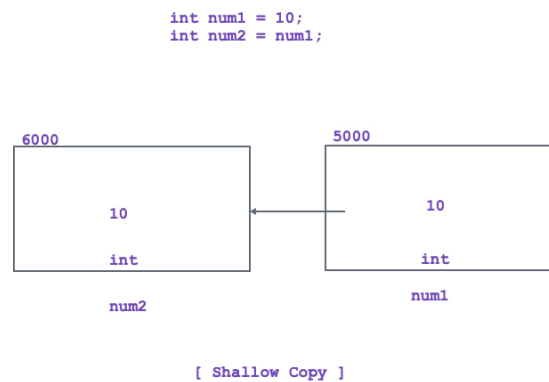 int num1 = 10;
int num2 = num1;
6000
5000
10
10
int
int
num2
num1
[ Shallow Copy ]